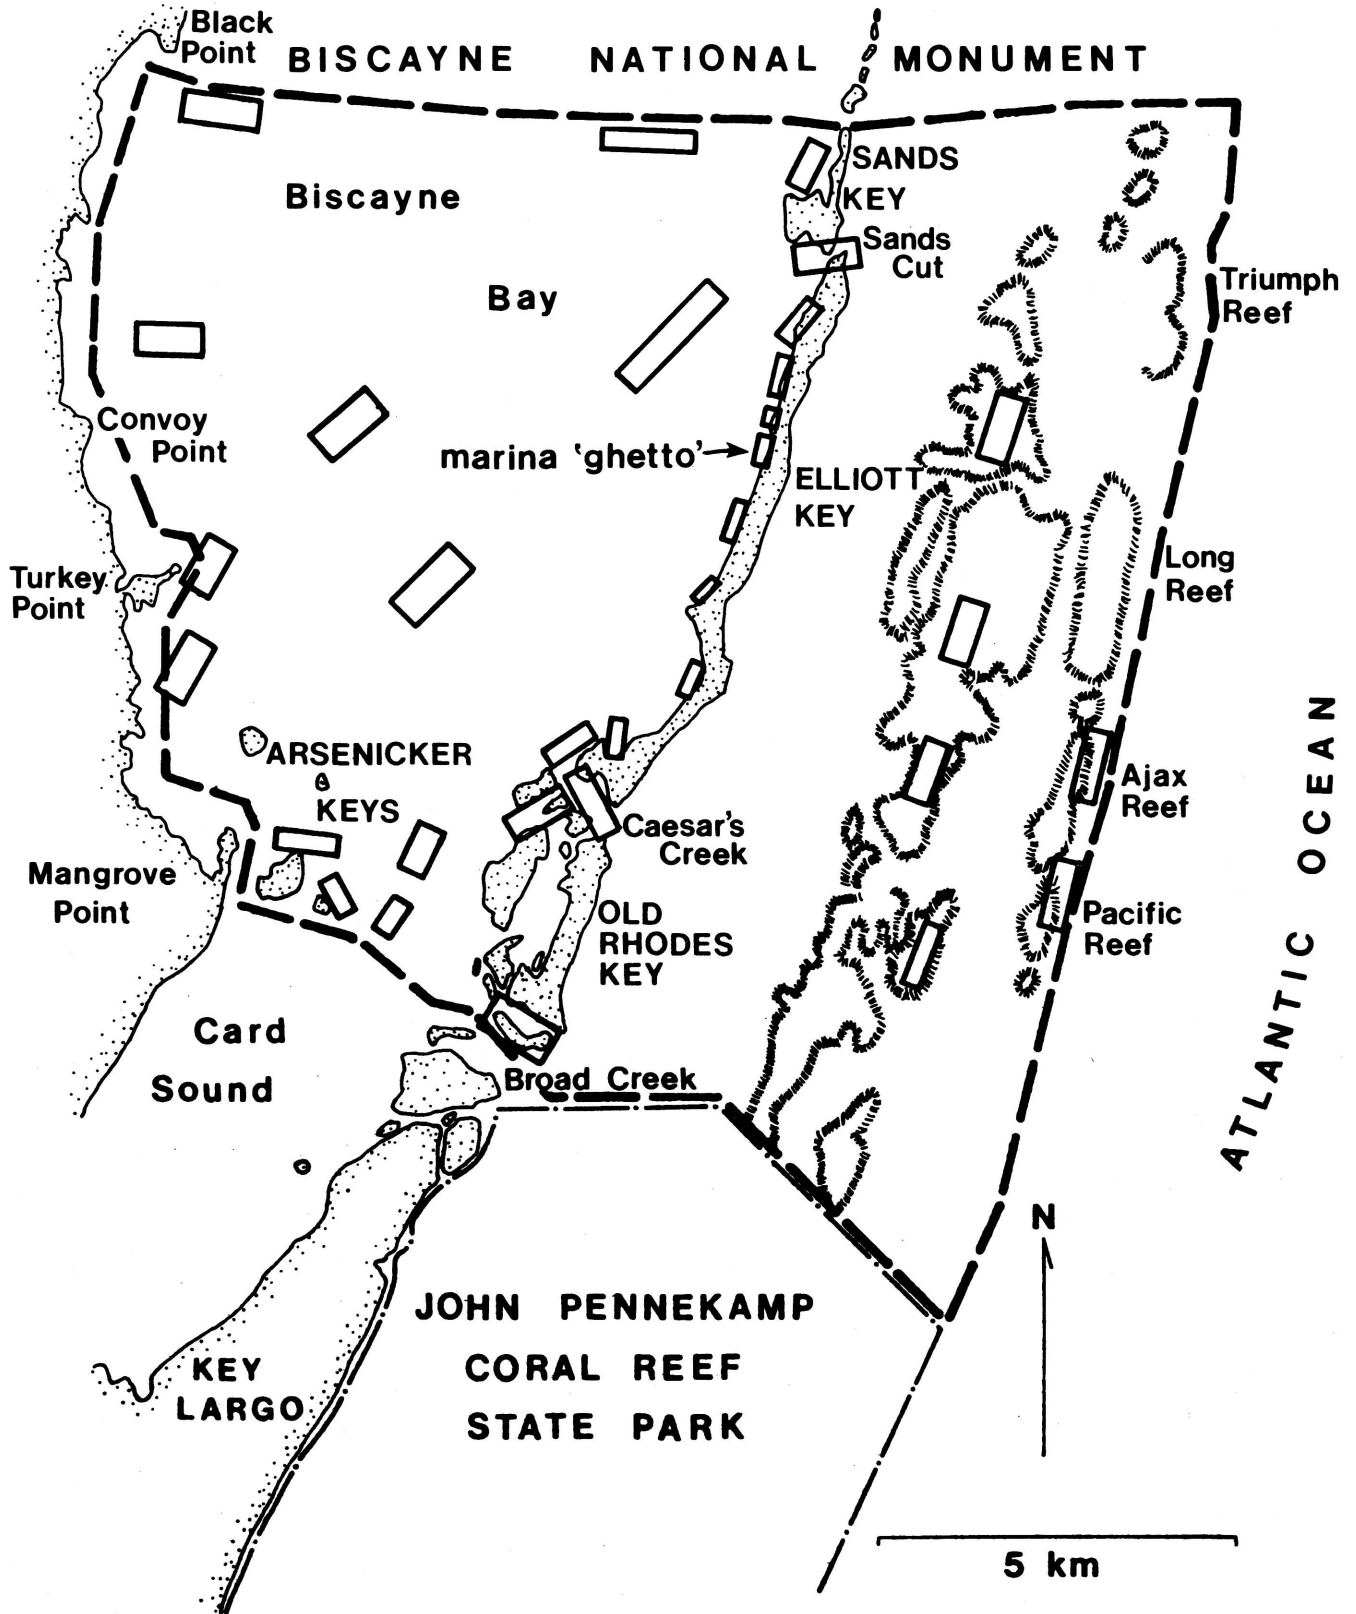 Black
Point
BISCAYNE NATIONAL MONUMENT
SANDS
KEY
Biscayne
Sands
Cut
Bay
Triumph
Reef
Convoy
Point
marina 'ghetto'
ELLIOTT
KEY
Long
Reef
Turkey
Point
ARSENICKER
KEYS
Ajax
Reef
Caesar's
Creek
Mangrove
Point
OLD
RHODES
KEY
Pacific
Reef
ATLANTIC OCEAN
Card
Sound
Broad Creek
N
JOHN PENNEKAMP
CORAL REEF
STATE PARK
KEY
LARGO
5 km